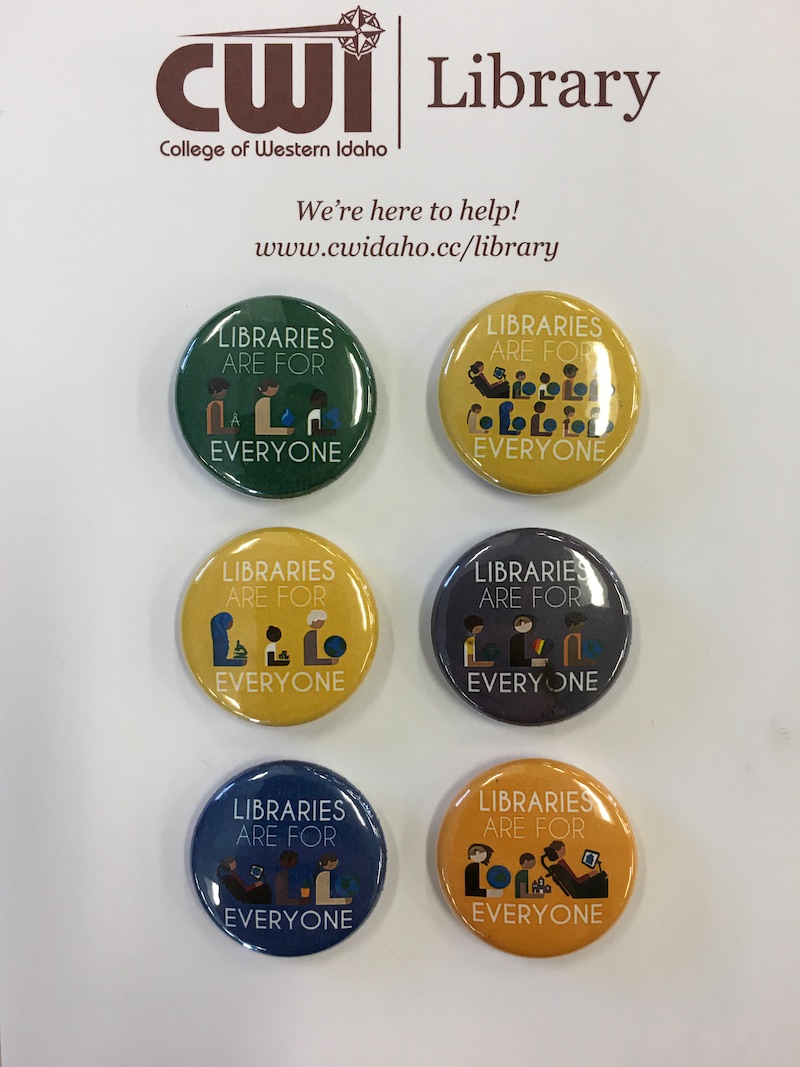 CWI
College of Western Idaho
Library
We're here to help!
www.cwidaho.cc/library
LIBRARIES
ARE FOR
EVERYONE
LIBRARIES
ARE FOR
EVERYONE
LIBRARIES
ARE FOR
EVERYONE
LIBRARIES
ARE FOR
EVERYONE
LIBRARIES
ARE FOR
EVERYONE
LIBRARIES
ARE FOR
EVERYONE